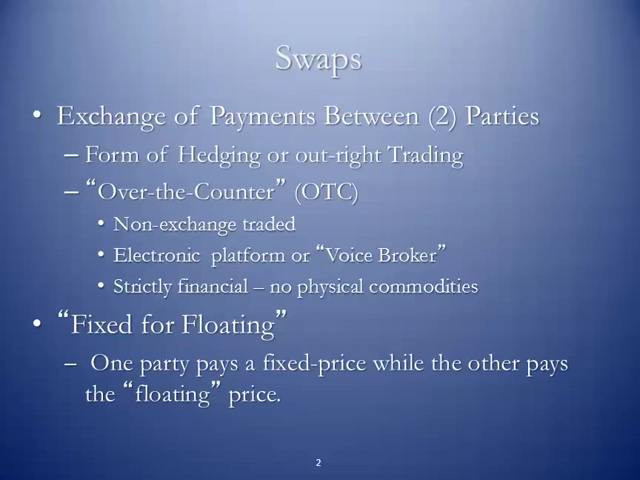 Swaps
• Exchange of Payments Between (2) Parties
– Form of Hedging or out-right Trading
– “Over-the-Counter” (OTC)
• Non-exchange traded
• Electronic platform or “Voice Broker”
• Strictly financial – no physical commodities
• “Fixed for Floating”
– One party pays a fixed-price while the other pays
the “floating” price.
2